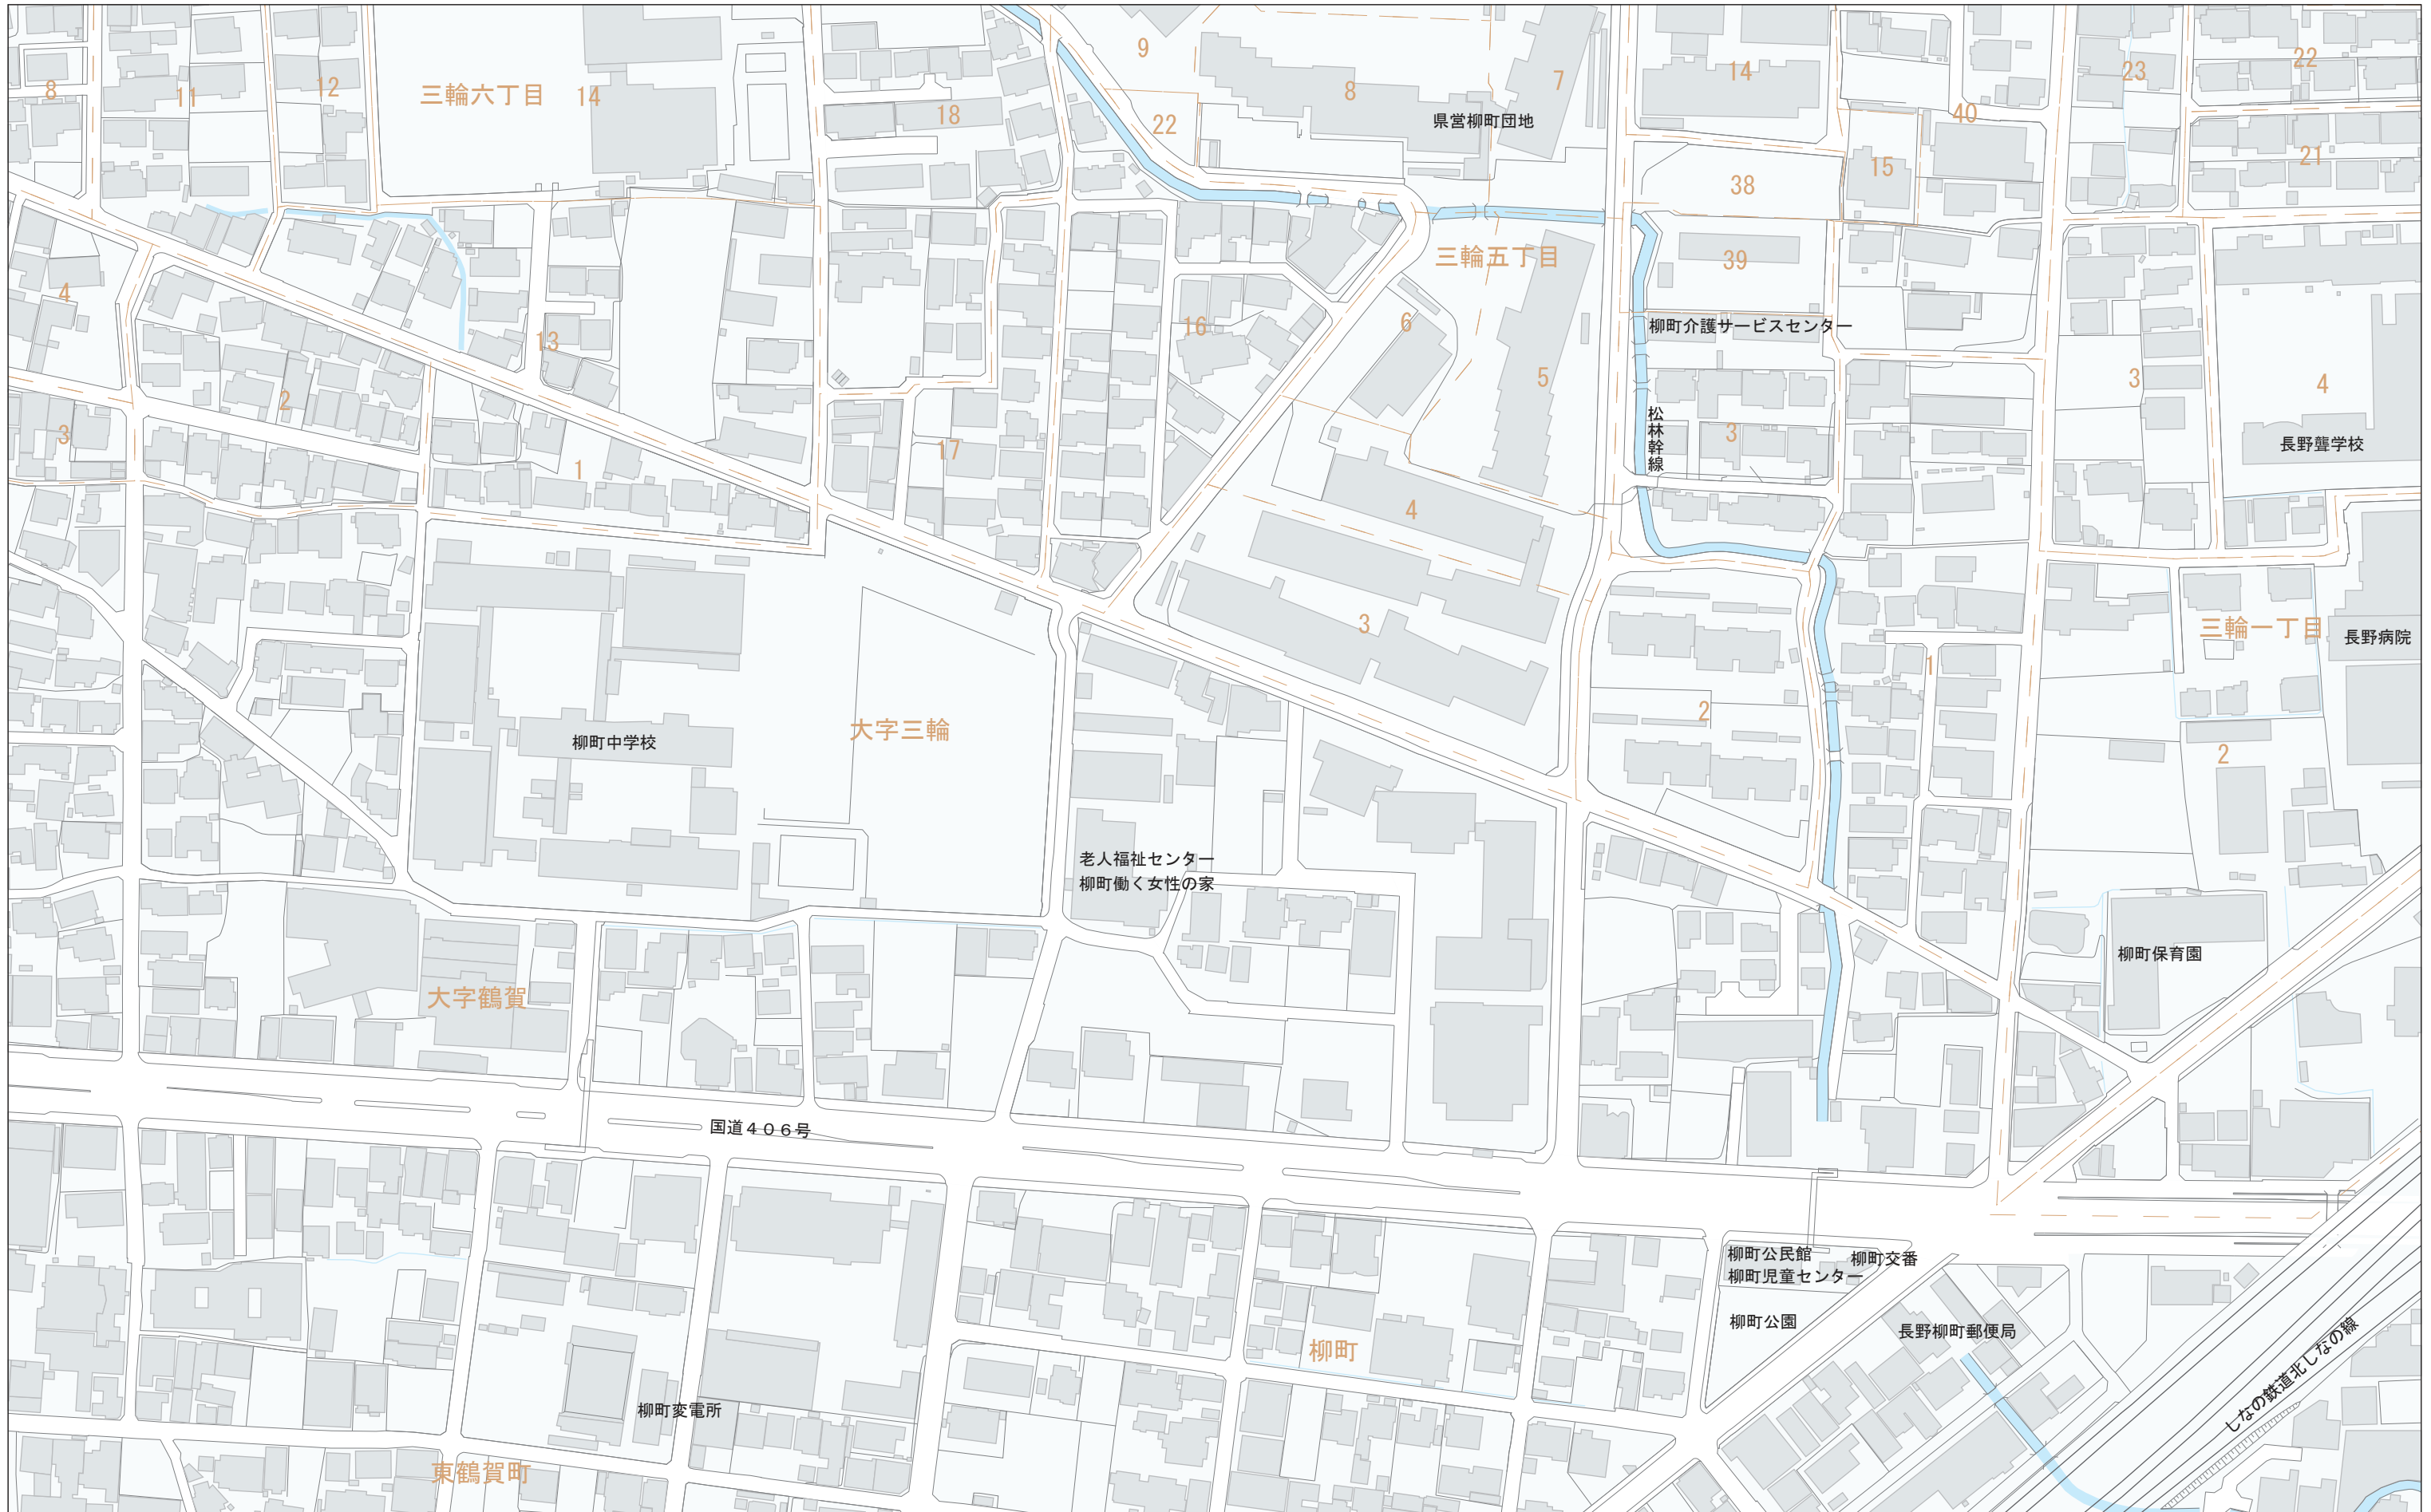 9
8
11
12
三輪六丁目
14
18
22
8
7
県営柳町団地
14
40
23
22
21
15
38
39
4
三輪五丁目
13
16
6
5
柳町介護サービスセンター
3
4
長野聾学校
2
3
1
17
松林幹線
3
4
3
三輪一丁目
長野病院
1
2
2
大字三輪
柳町中学校
老人福祉センター
柳町働く女性の家
柳町保育園
大字鶴賀
国道406号
柳町公民館
柳町児童センター
柳町交番
柳町公園
長野柳町郵便局
柳町
しなの鉄道北しなの線
柳町変電所
東鶴賀町